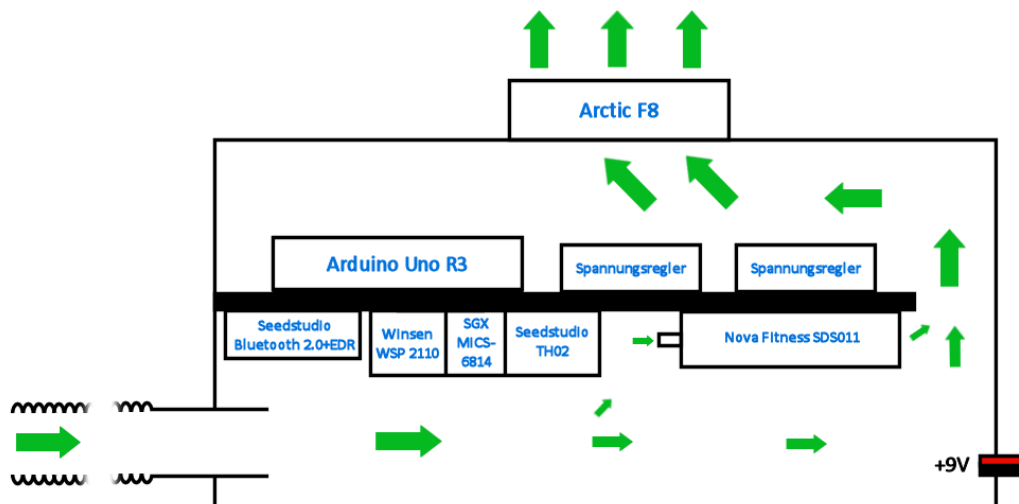 Arctic F8
Arduino Uno R3
Spannungsregler
Spannungsregler
Seedstudio
Bluetooth 2.0+EDR
Winsen
WSP 2110
SGX
MICS-
6814
Seedstudio
TH02
Nova Fitness SDS011
+9V